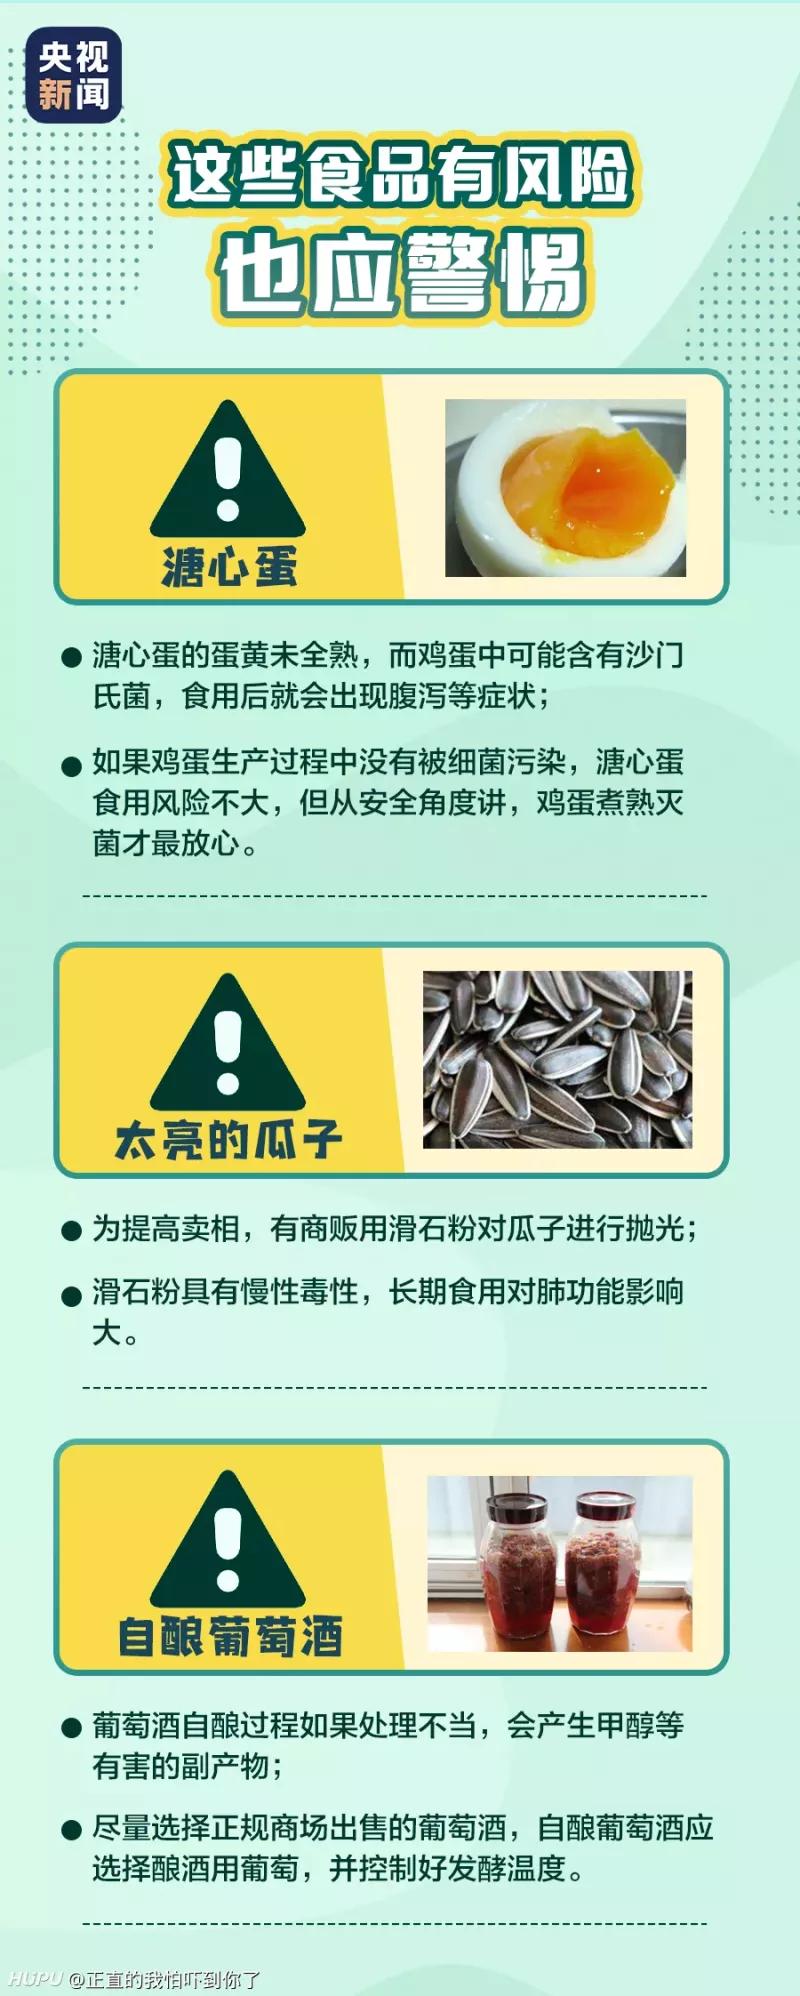 央视
新闻
这些食品有风险
也应警惕
溏心蛋
溏心蛋的蛋黄未全熟，而鸡蛋中可能含有沙门
氏菌，食用后就会出现腹泻等症状；
如果鸡蛋生产过程中没有被细菌污染，溏心蛋
食用风险不大，但从安全角度讲，鸡蛋煮熟灭
菌才最放心。
太亮的瓜子
为提高卖相，有商贩用滑石粉对瓜子进行抛光；
滑石粉具有慢性毒性，长期食用对肺功能影响
大。
自酿葡萄酒
葡萄酒自酿过程如果处理不当，会产生甲醇等
有害的副产物；
尽量选择正规商场出售的葡萄酒，自酿葡萄酒应
选择酿酒用葡萄，并控制好发酵温度。
HUPU @正直的我怕吓到你了